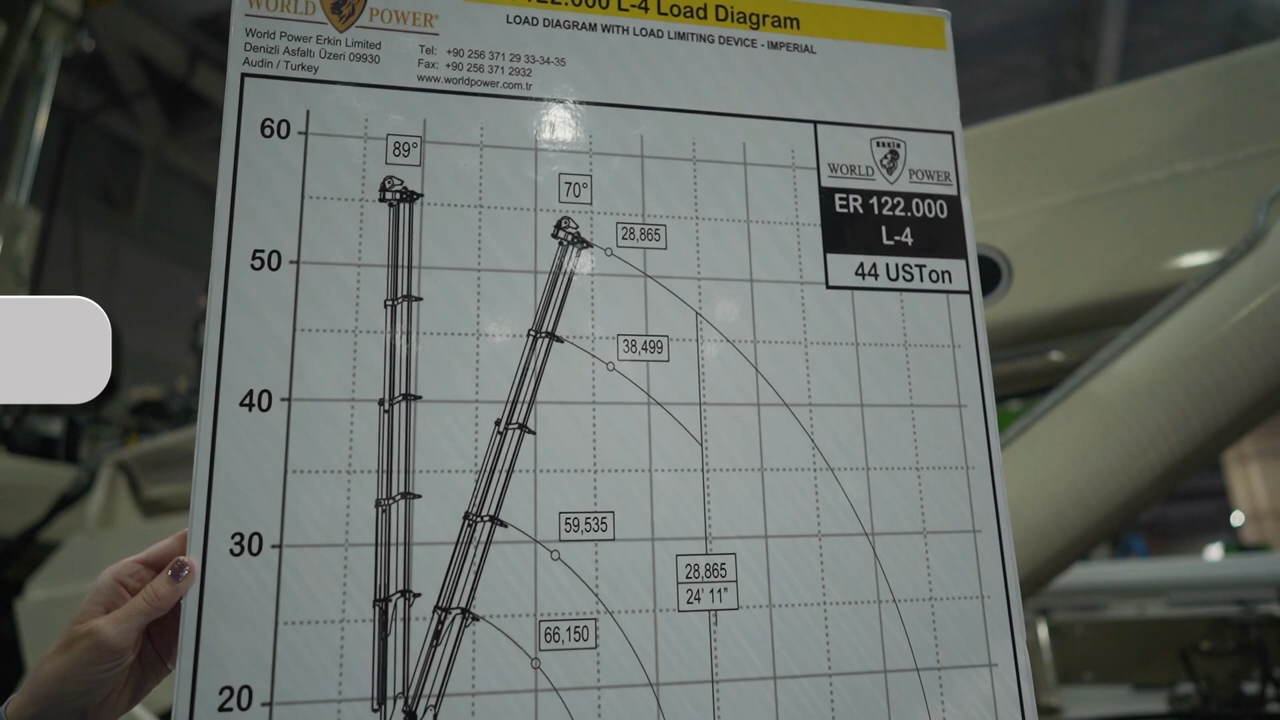 WORLD POWER®
122.000 L-4 Load Diagram
LOAD DIAGRAM WITH LOAD LIMITING DEVICE - IMPERIAL
World Power Erkin Limited
Denizli Asfaltı Üzeri 09930
Audin / Turkey
Tel: +90 256 371 29 33-34-35
Fax: +90 256 371 2932
www.worldpower.com.tr
60
89°
70°
28,865
ERKIN
WORLD POWER
ER 122.000
L-4
44 USTon
50
38,499
40
59,535
30
28,865
24' 11"
66,150
20